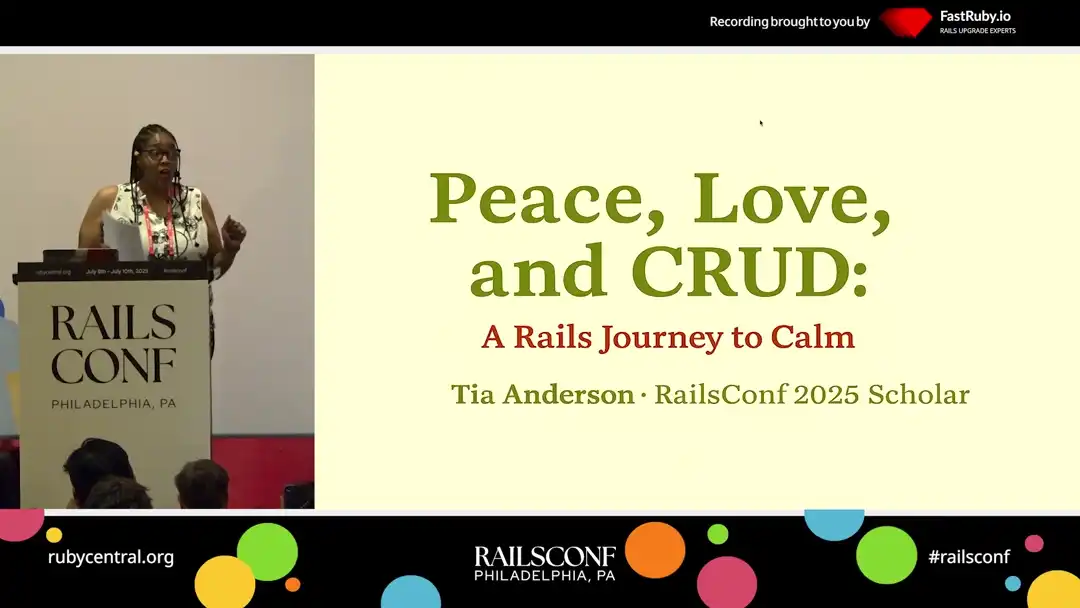 Recording brought to you by
FastRuby.io
RAILS UPGRADE EXPERTS
Peace, Love,
and CRUD:
A Rails Journey to Calm
Tia Anderson · RailsConf 2025 Scholar
rubycentral.org July 8th - July 10th, 2025 #railsconf
RAILS
CONF
PHILADELPHIA, PA
rubycentral.org
RAILSCONF
PHILADELPHIA, PA
#railsconf